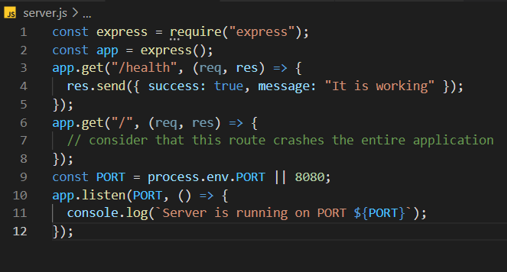 JS server.js > ...
1 const express = require("express");
2 const app = express();
3 app.get("/health", (req, res) => {
4   res.send({ success: true, message: "It is working" });
5 });
6 app.get("/", (req, res) => {
7   // consider that this route crashes the entire application
8 });
9 const PORT = process.env.PORT || 8080;
10 app.listen(PORT, () => {
11   console.log(`Server is running on PORT ${PORT}`);
12 });